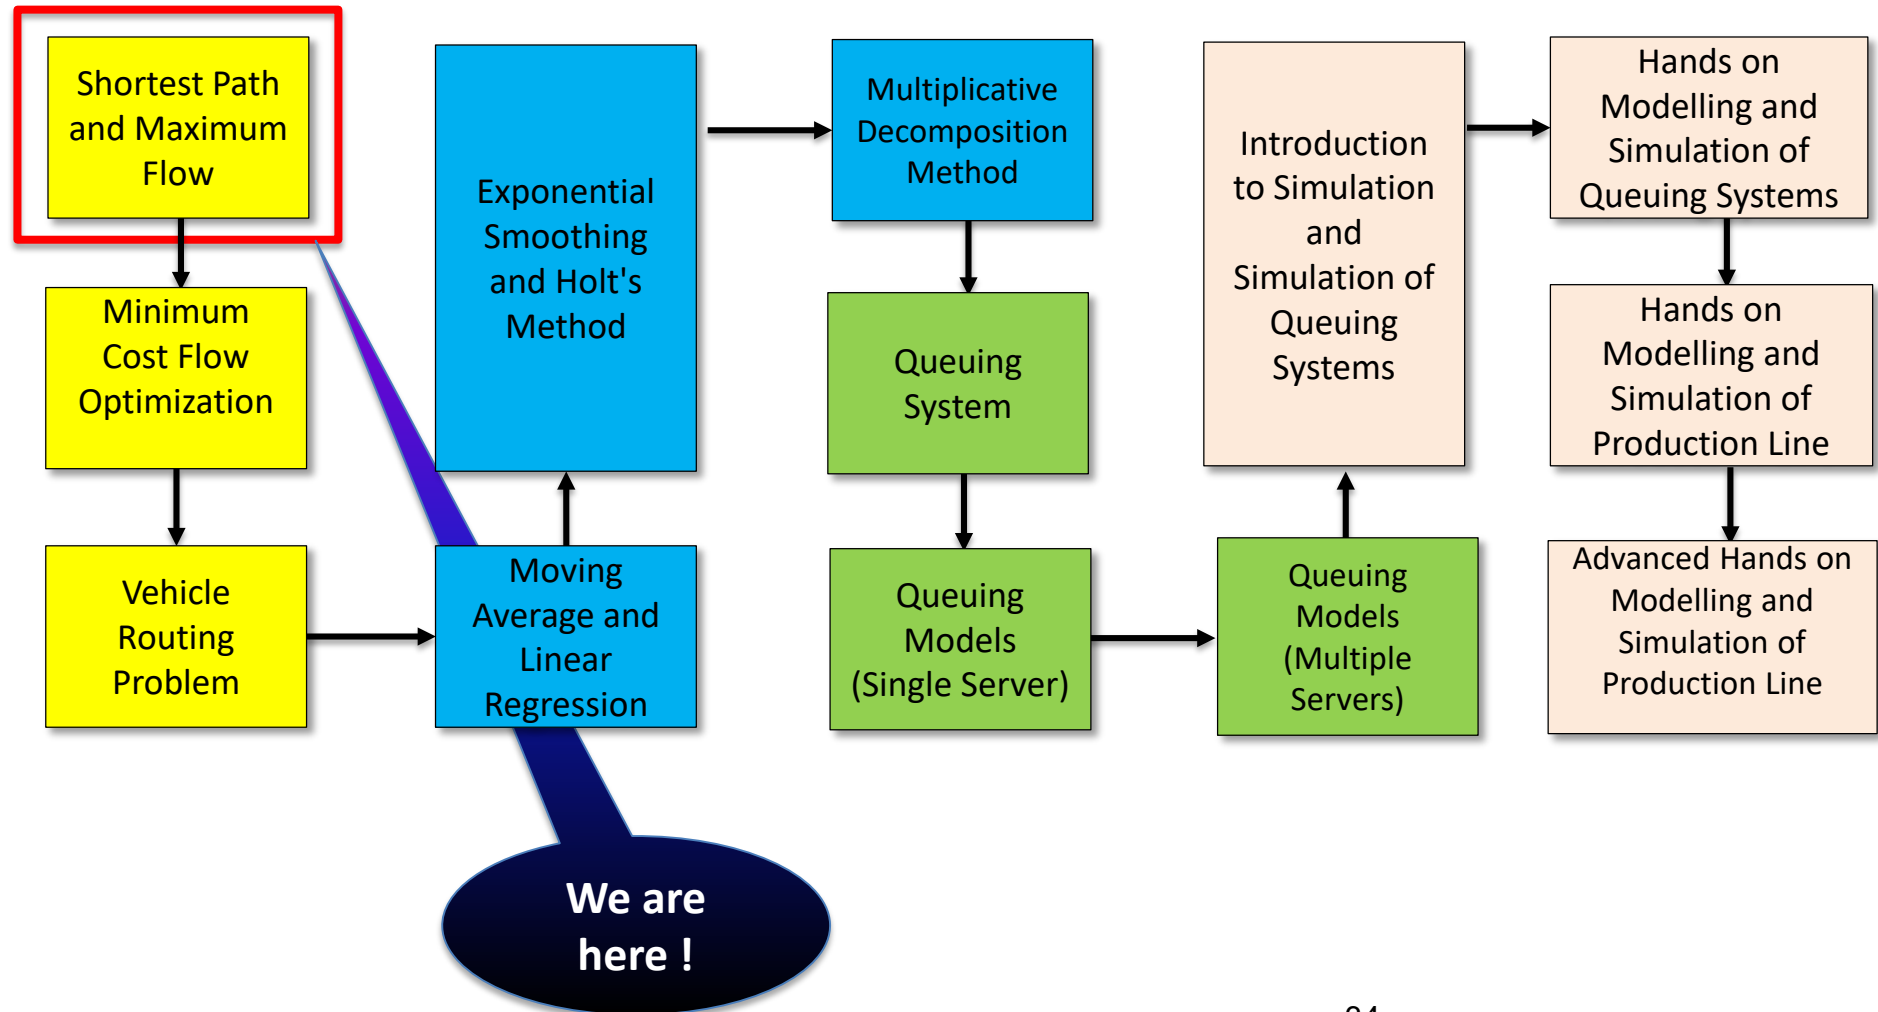 Shortest Path
and Maximum
Flow
Minimum
Cost Flow
Optimization
Vehicle
Routing
Problem
Moving
Average and
Linear
Regression
Exponential
Smoothing
and Holt's
Method
Multiplicative
Decomposition
Method
Queuing
System
Queuing
Models
(Single Server)
Queuing
Models
(Multiple
Servers)
Introduction
to Simulation
and
Simulation of
Queuing
Systems
Hands on
Modelling and
Simulation of
Queuing Systems
Hands on
Modelling and
Simulation of
Production Line
Advanced Hands on
Modelling and
Simulation of
Production Line
We are
here !